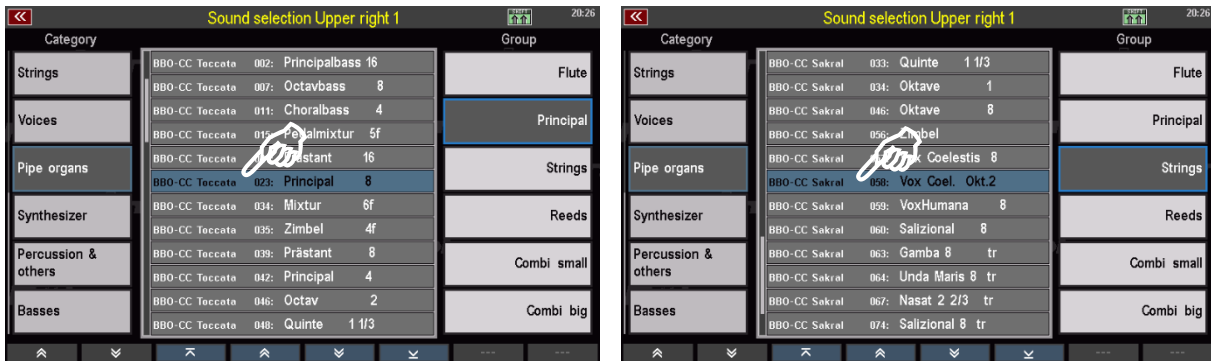 Sound selection Upper right 1
20:26
Category
Group
Strings
Voices
Pipe organs
Synthesizer
Percussion &
others
Basses
BBO-CC Toccata 002: Principalbass 16
BBO-CC Toccata 007: Octavbass 8
BBO-CC Toccata 011: Choralbass 4
BBO-CC Toccata 015: Pedalmixtur 5f
BBO-CC Toccata 16
BBO-CC Toccata 023: Principal 8
BBO-CC Toccata 034: Mixtur 6f
BBO-CC Toccata 035: Zimbel 4f
BBO-CC Toccata 039: Prästant 8
BBO-CC Toccata 042: Principal 4
BBO-CC Toccata 046: Octav 2
BBO-CC Toccata 048: Quinte 1 1/3
Flute
Principal
Strings
Reeds
Combi small
Combi big
--- ---
Sound selection Upper right 1
20:26
Category
Group
Strings
Voices
Pipe organs
Synthesizer
Percussion &
others
Basses
BBO-CC Sakral 033: Quinte 1 1/3
BBO-CC Sakral 034: Oktave 1
BBO-CC Sakral 046: Oktave 8
BBO-CC Sakral 056: Zimbel
BBO-CC Sakral Coelestis 8
BBO-CC Sakral 058: Vox Coel. Okt.2
BBO-CC Sakral 059: VoxHumana 8
BBO-CC Sakral 060: Salizional 8
BBO-CC Sakral 063: Gamba 8 tr
BBO-CC Sakral 064: Unda Maris 8 tr
BBO-CC Sakral 067: Nasat 2 2/3 tr
BBO-CC Sakral 074: Salizional 8 tr
Flute
Principal
Strings
Reeds
Combi small
Combi big
--- ---